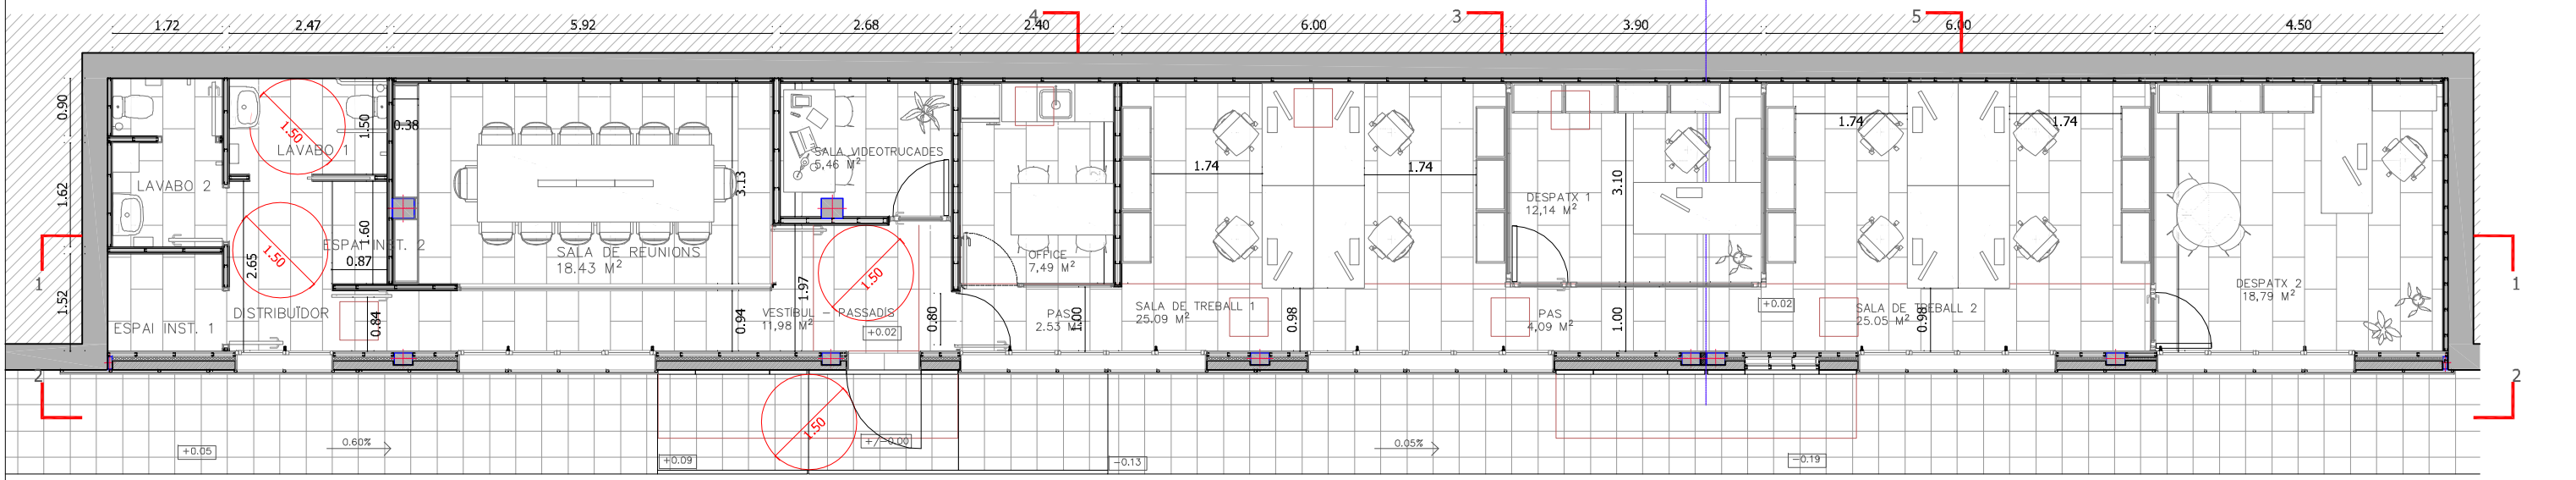 1.72
2.47
5.92
2.68
4
2.40
6.00
3
3.90
5
6.00
4.50
0.90
1.62
1.52
1.50
LAVABO 1
1.50
0.38
LAVABO 2
1.50
2.65
1.60
ESPAI INST. 2
0.87
ESPAI INST. 1
DISTRIBUÏDOR
0.84
3.13
SALA DE REUNIONS
18.43 M²
0.94
SALA VIDEOTRUCADES
5,46 M²
1.50
1.97
VESTÍBUL - PASSADÍS
11,98 M²
+0.02
0.80
OFFICE
7,49 M²
PAS
2.53 M²
1.00
1.74
1.74
SALA DE TREBALL 1
25.09 M²
0.98
DESPATX 1
12,14 M²
3.10
PAS
4,09 M²
1.00
+0.02
1.74
1.74
SALA DE TREBALL 2
25.05 M²
0.98
DESPATX 2
18,79 M²
1
1
2
2
+0.05
0.60%
+0.09
1.50
+/-0.00
-0.13
0.05%
-0.19